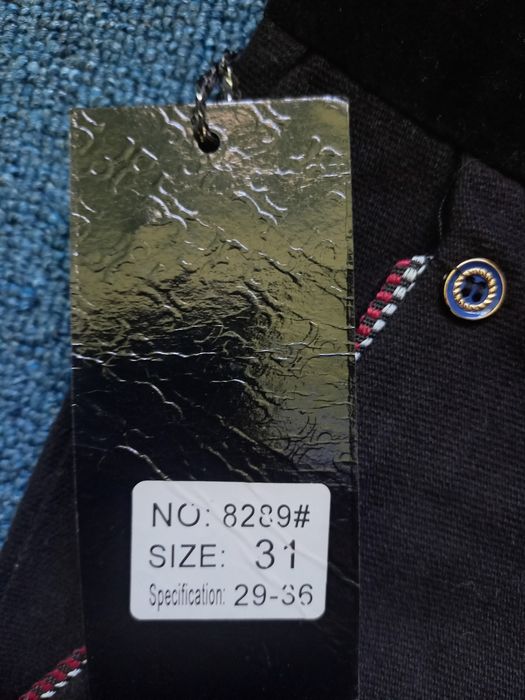 NO: 8289#
SIZE: 31
Specification: 29-36